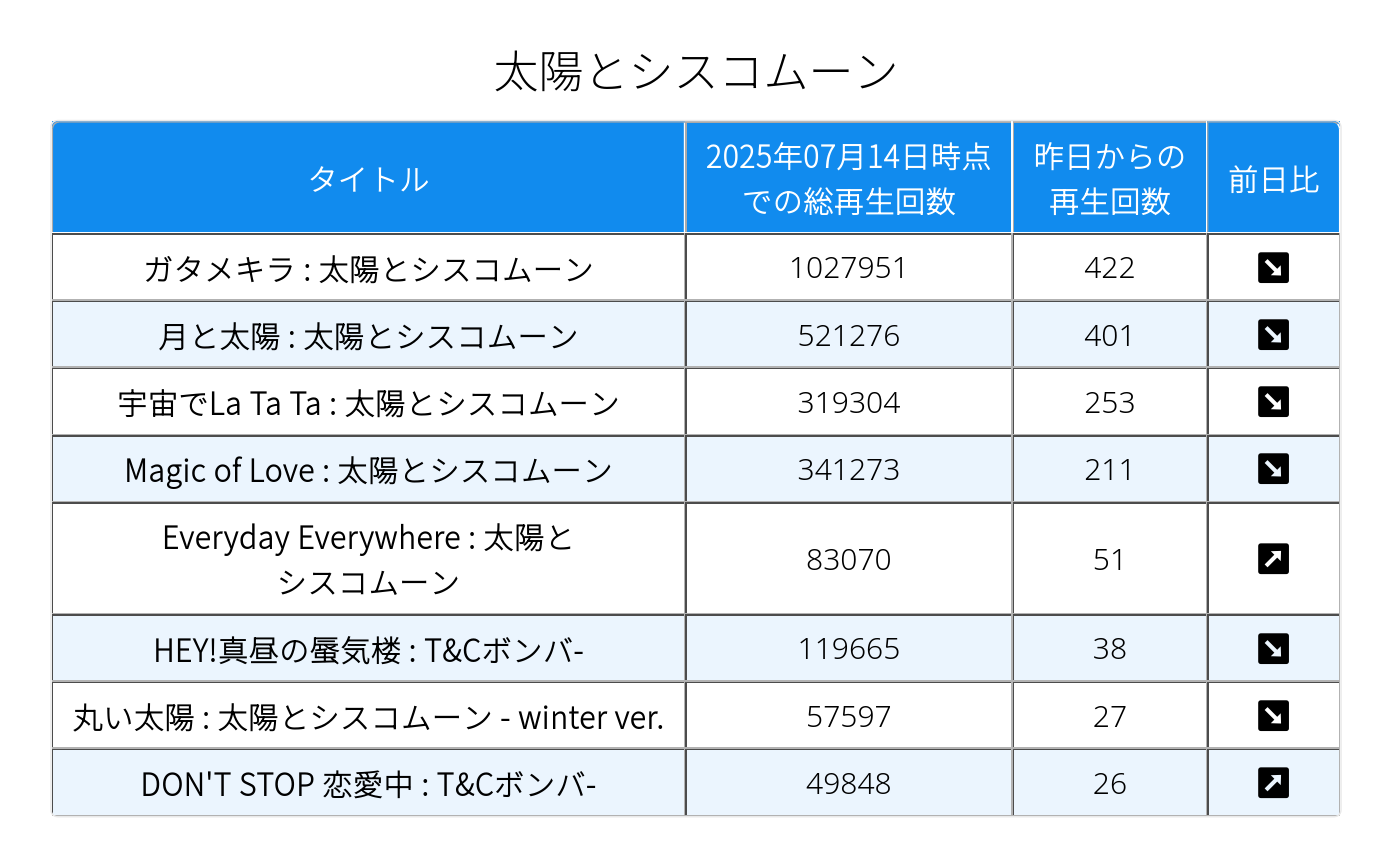 太陽とシスコムーン
タイトル
2025年07月14日時点
での総再生回数
昨日からの
再生回数
前日比
ガタメキラ : 太陽とシスコムーン 1027951 422 ↘
月と太陽 : 太陽とシスコムーン 521276 401 ↘
宇宙でLa Ta Ta : 太陽とシスコムーン 319304 253 ↘
Magic of Love : 太陽とシスコムーン 341273 211 ↘
Everyday Everywhere : 太陽と
シスコムーン 83070 51 ↗
HEY!真昼の蜃気楼 : T&Cボンバ- 119665 38 ↘
丸い太陽 : 太陽とシスコムーン - winter ver. 57597 27 ↘
DON'T STOP 恋愛中 : T&Cボンバ- 49848 26 ↗